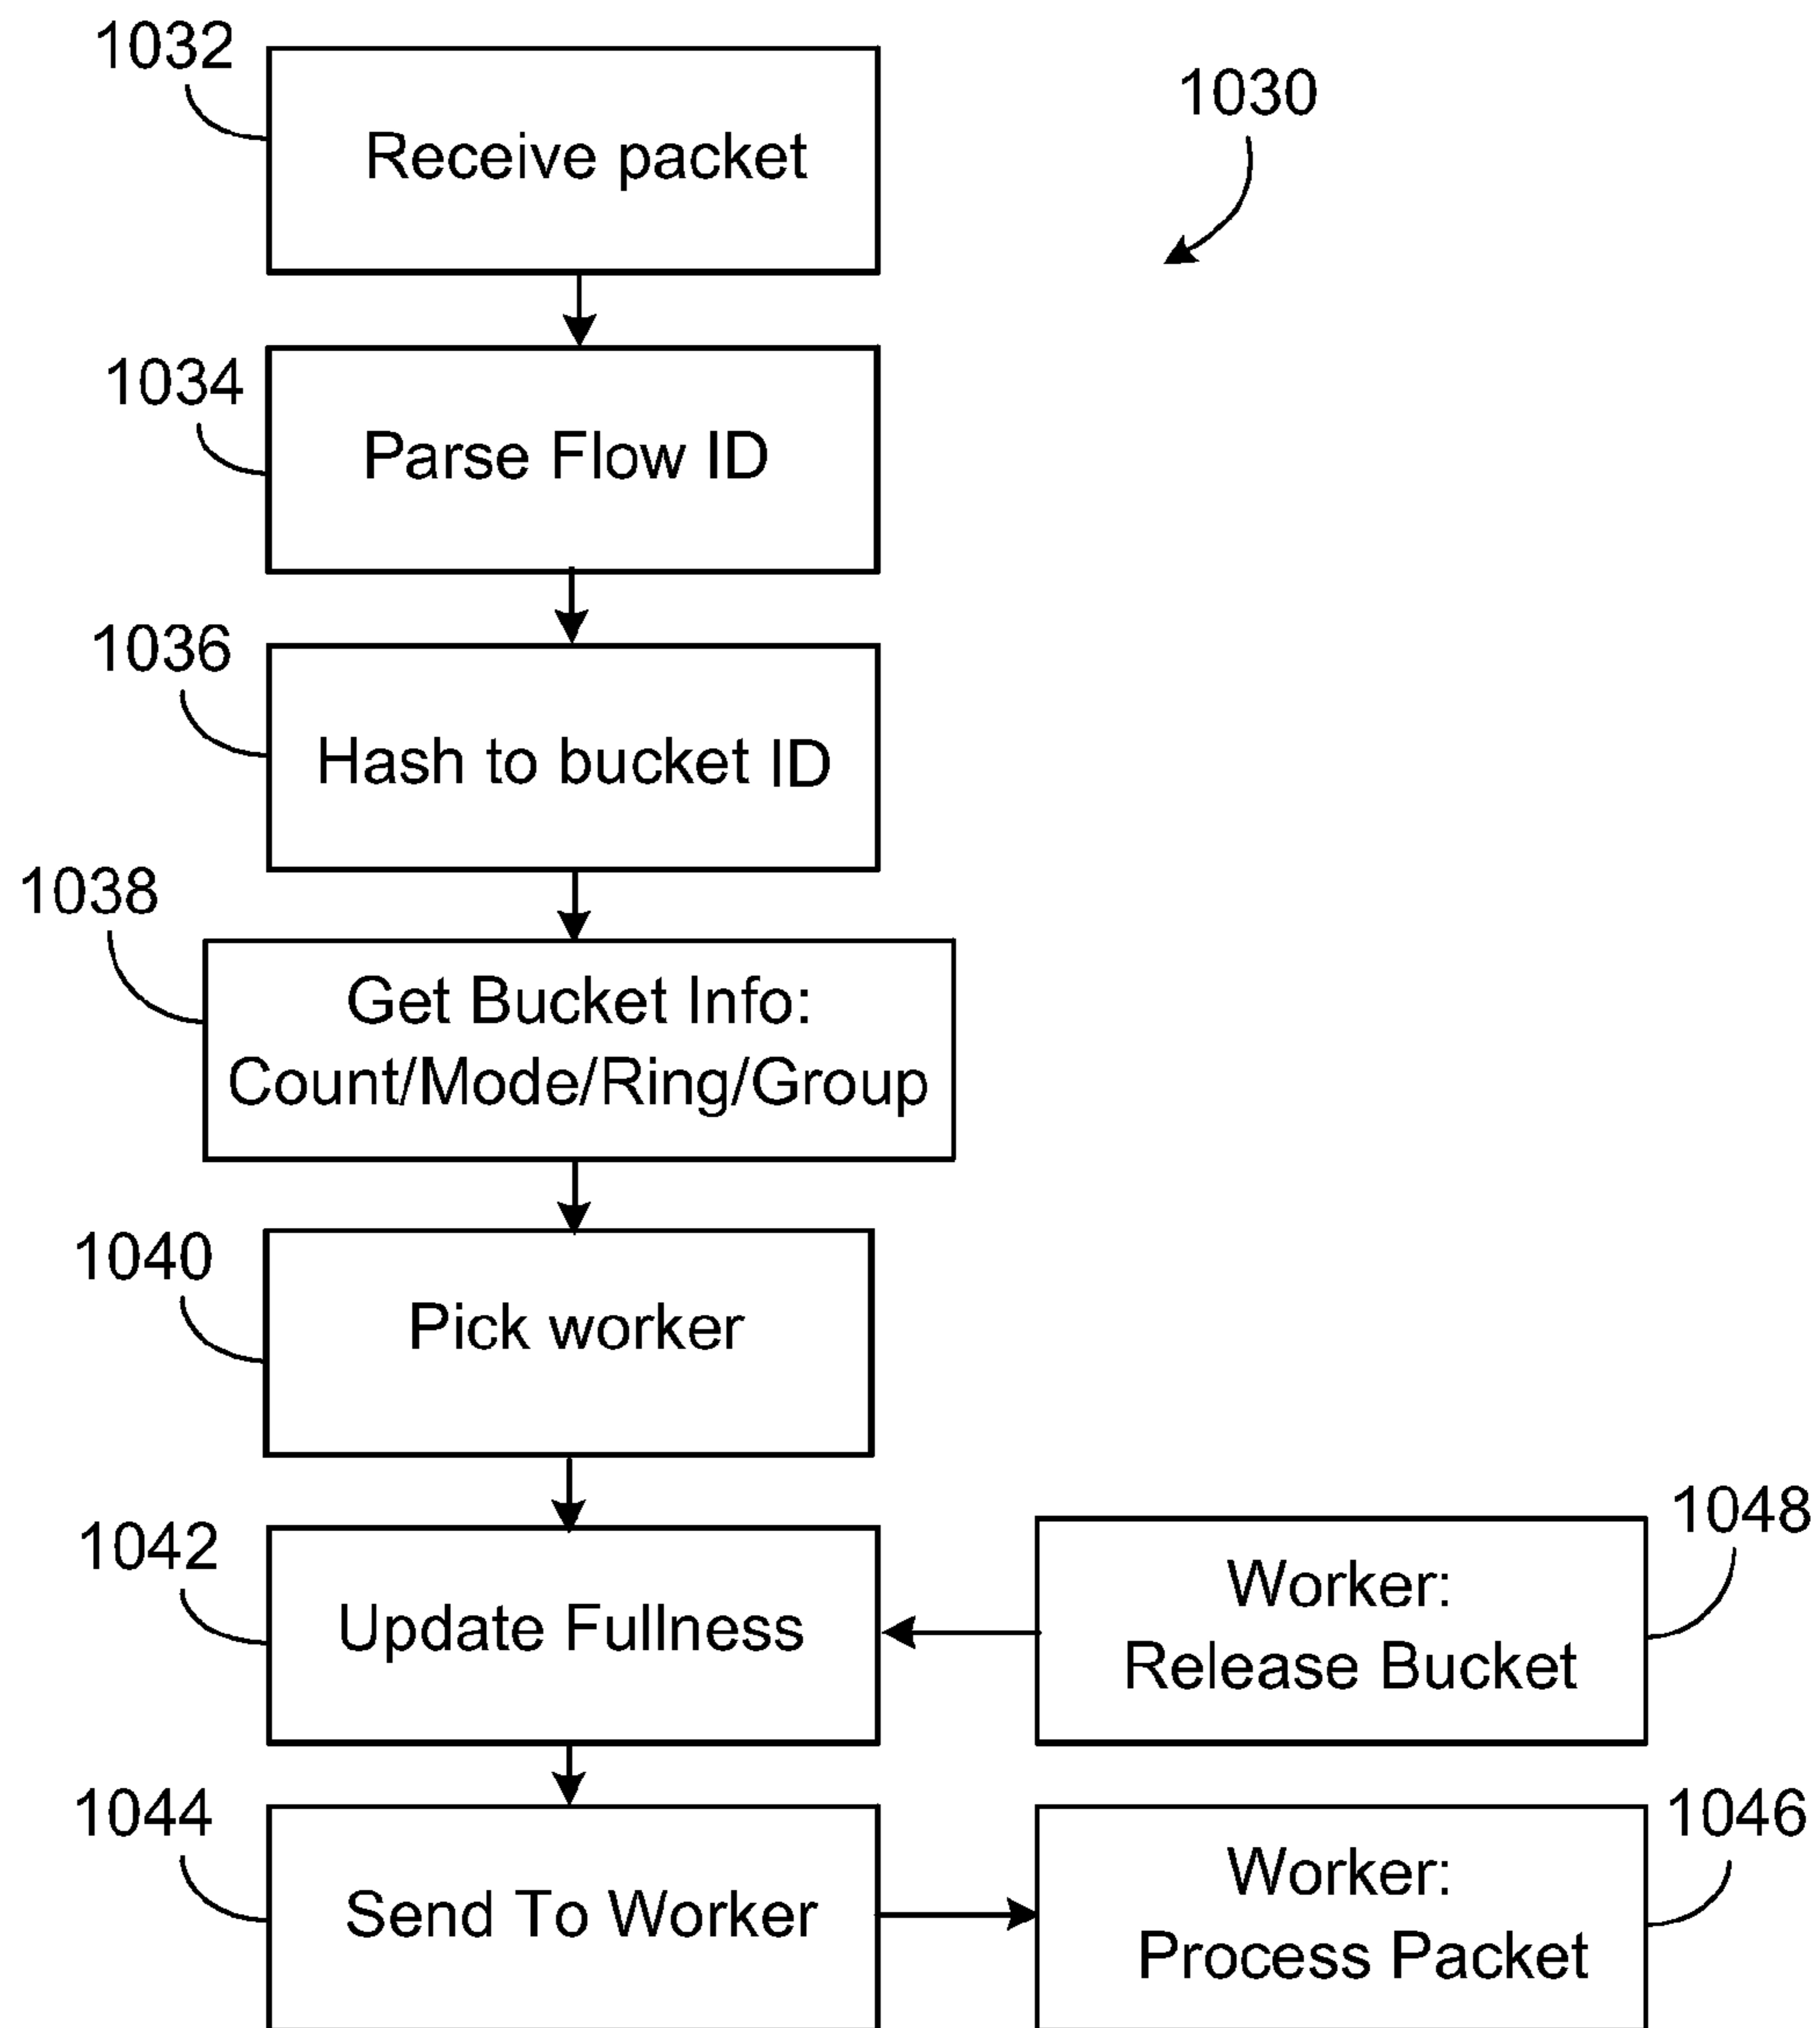 1032
Receive packet
1030
1034
Parse Flow ID
1036
Hash to bucket ID
1038
Get Bucket Info:
Count/Mode/Ring/Group
1040
Pick worker
1042
Update Fullness
Worker:
Release Bucket
1048
1044
Send To Worker
Worker:
Process Packet
1046